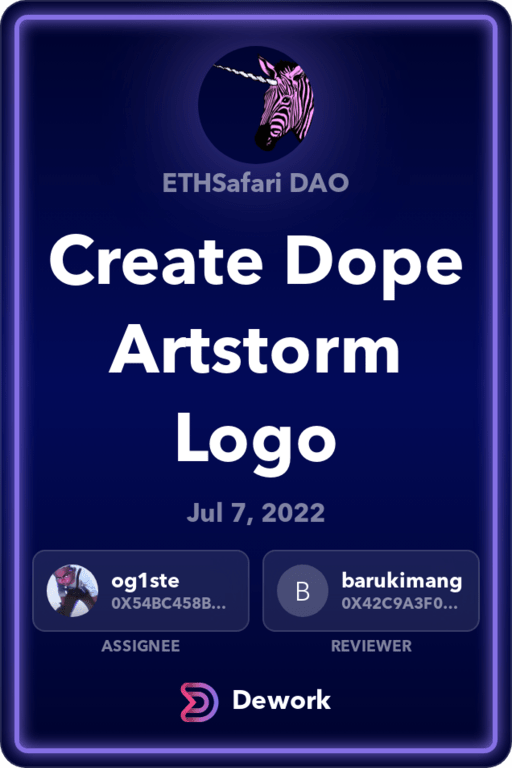 ETHSafari DAO
Create Dope
Artstorm
Logo
Jul 7, 2022
og1ste
0X54BC458B...
B
barukimang
0X42C9A3F0...
ASSIGNEE
REVIEWER
Dework